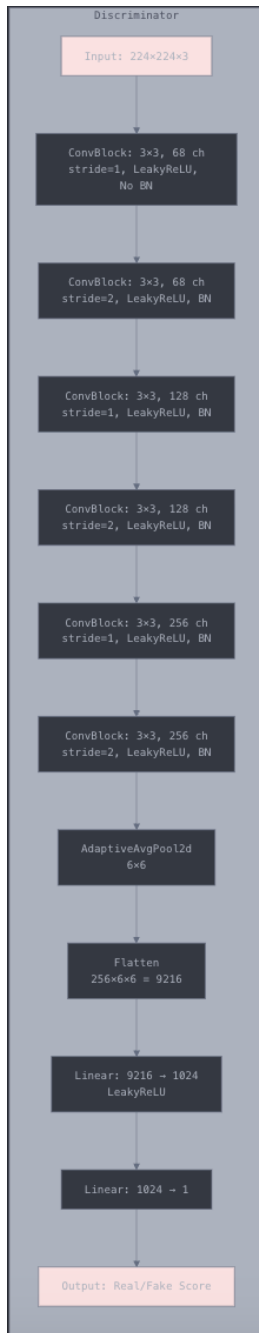 Discriminator
Input: 224×224×3
ConvBlock: 3×3, 68 ch
stride=1, LeakyReLU,
No BN
ConvBlock: 3×3, 68 ch
stride=2, LeakyReLU, BN
ConvBlock: 3×3, 128 ch
stride=1, LeakyReLU, BN
ConvBlock: 3×3, 128 ch
stride=2, LeakyReLU, BN
ConvBlock: 3×3, 256 ch
stride=1, LeakyReLU, BN
ConvBlock: 3×3, 256 ch
stride=2, LeakyReLU, BN
AdaptiveAvgPool2d
6×6
Flatten
256×6×6 = 9216
Linear: 9216 → 1024
LeakyReLU
Linear: 1024 → 1
Output: Real/Fake Score